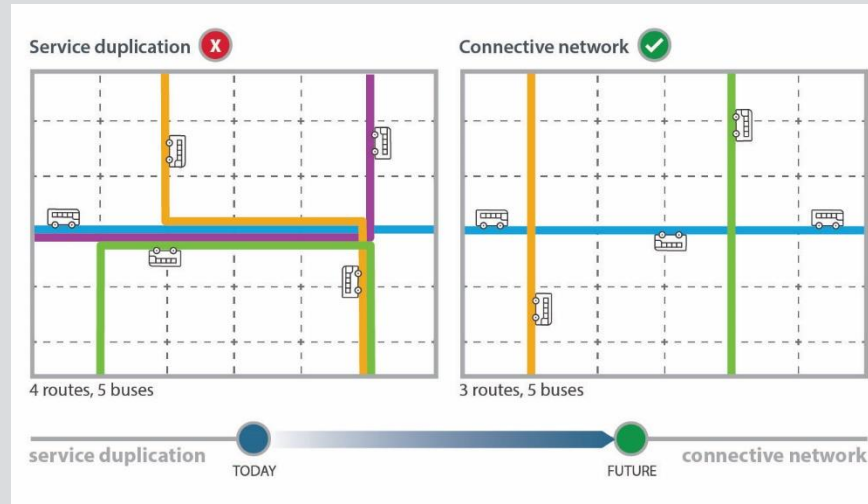 Service duplication X
Connective network
4 routes, 5 buses
3 routes, 5 buses
service duplication
TODAY
FUTURE
connective network